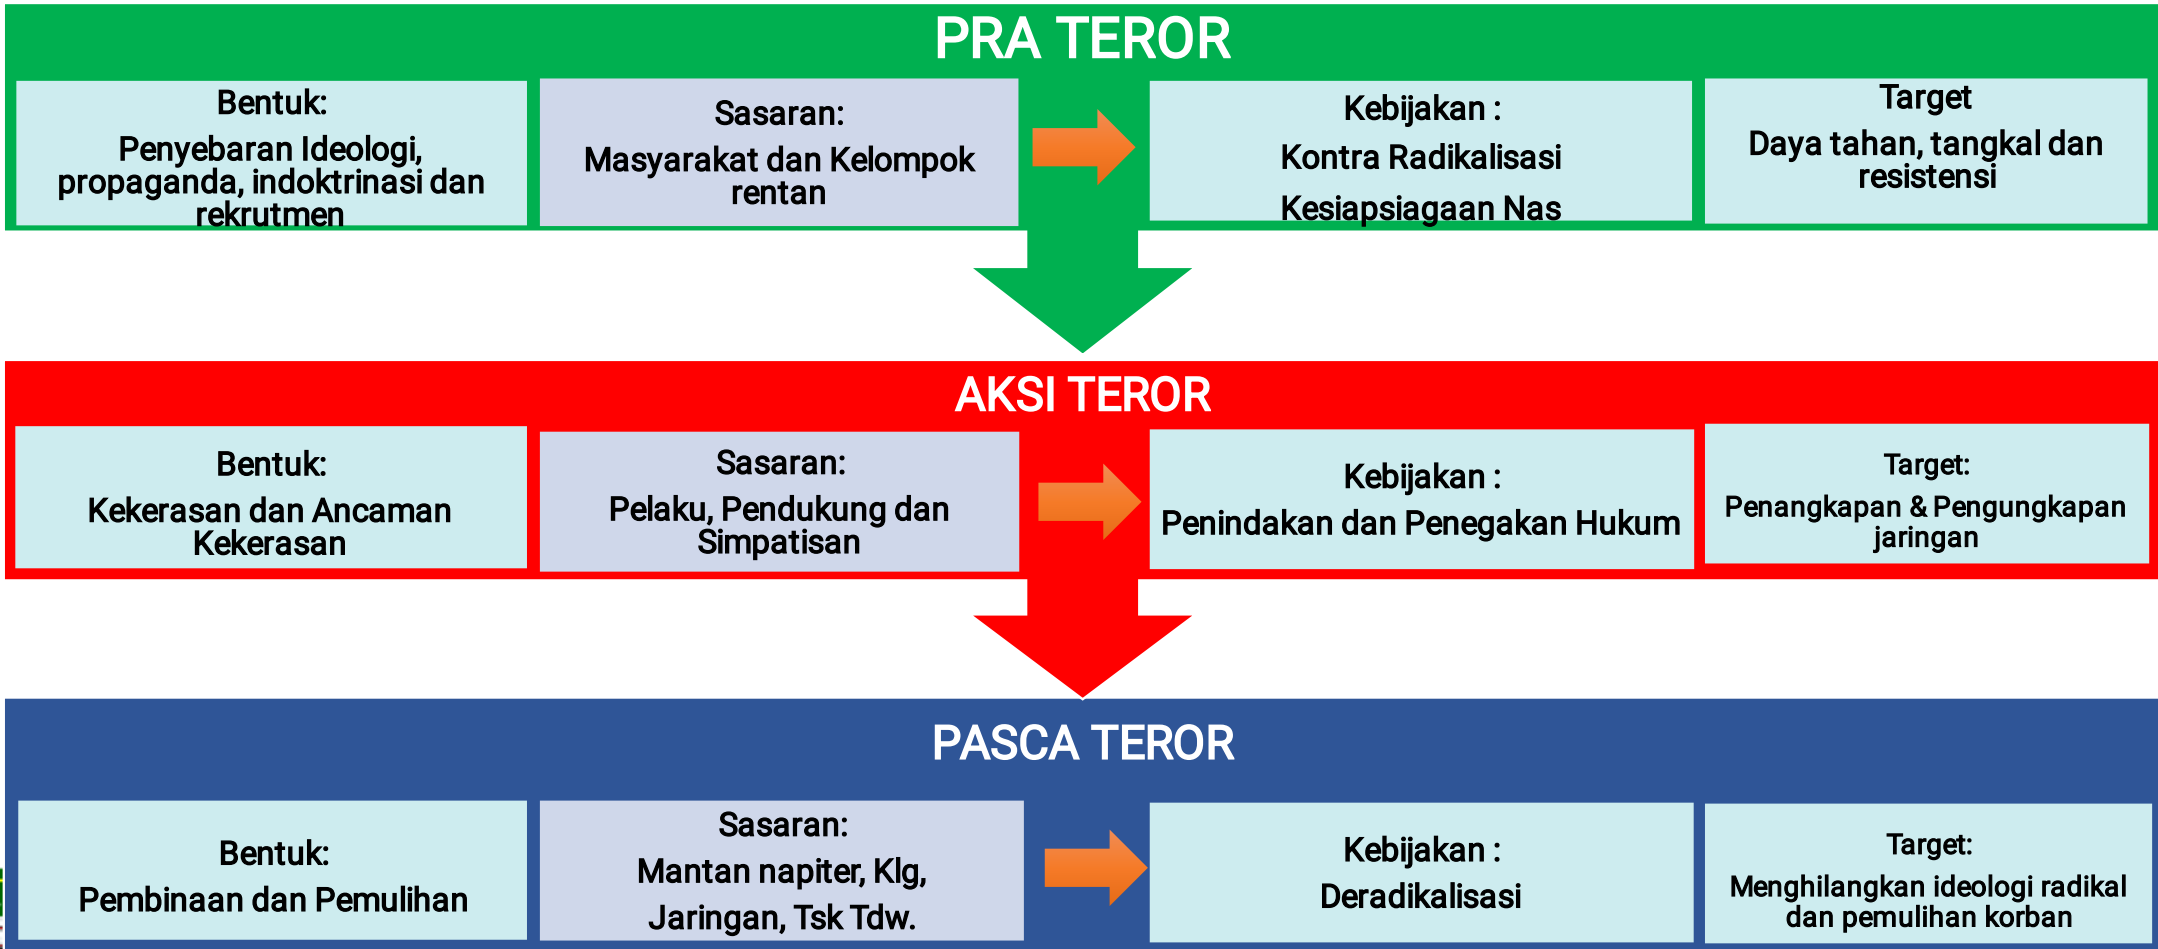 PRA TEROR
Bentuk:
Penyebaran Ideologi,
propaganda, indoktrinasi dan
rekrutmen
Sasaran:
Masyarakat dan Kelompok
rentan
Kebijakan :
Kontra Radikalisasi
Kesiapsiagaan Nas
Target
Daya tahan, tangkal dan
resistensi
AKSI TEROR
Bentuk:
Kekerasan dan Ancaman
Kekerasan
Sasaran:
Pelaku, Pendukung dan
Simpatisan
Kebijakan :
Penindakan dan Penegakan Hukum
Target:
Penangkapan & Pengungkapan
jaringan
PASCA TEROR
Bentuk:
Pembinaan dan Pemulihan
Sasaran:
Mantan napiter, Klg,
Jaringan, Tsk Tdw.
Kebijakan :
Deradikalisasi
Target:
Menghilangkan ideologi radikal
dan pemulihan korban